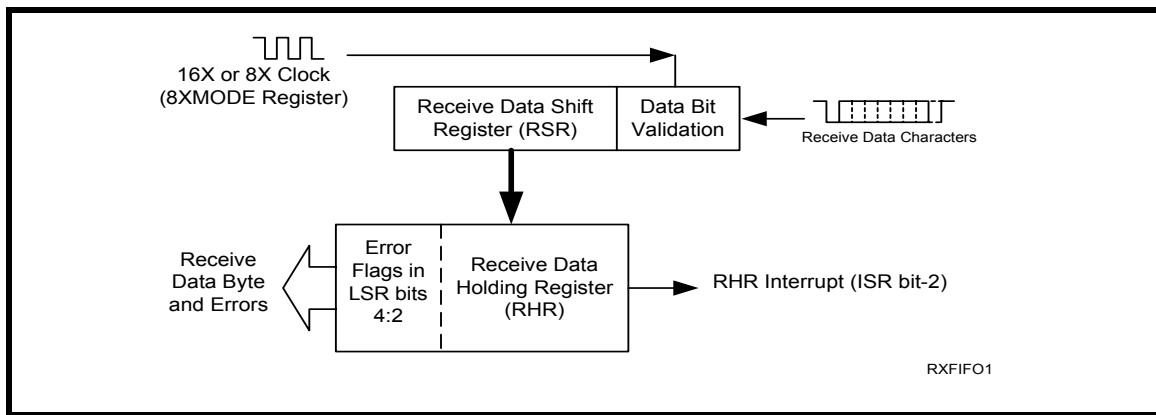 16X or 8X Clock
(8XMODE Register)
Receive Data Shift
Register (RSR)
Data Bit
Validation
Receive Data Characters
Receive
Data Byte
and Errors
Error
Flags in
LSR bits
4:2
Receive Data
Holding Register
(RHR)
RHR Interrupt (ISR bit-2)
RXFIFO1